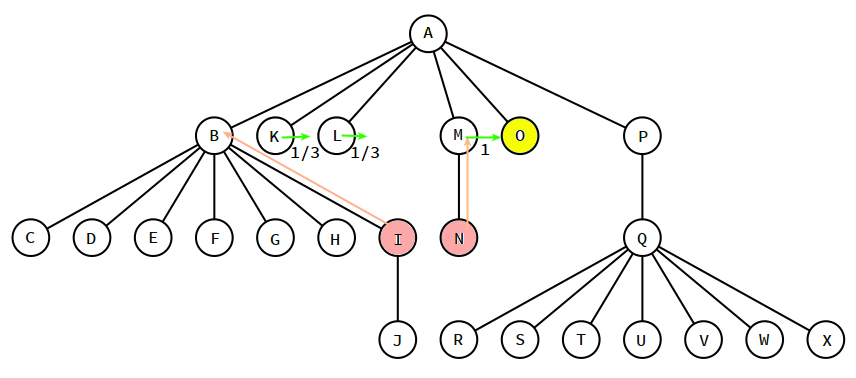 A
B K L M O P
1/3 1/3 1
C D E F G H I N Q
J R S T U V W X